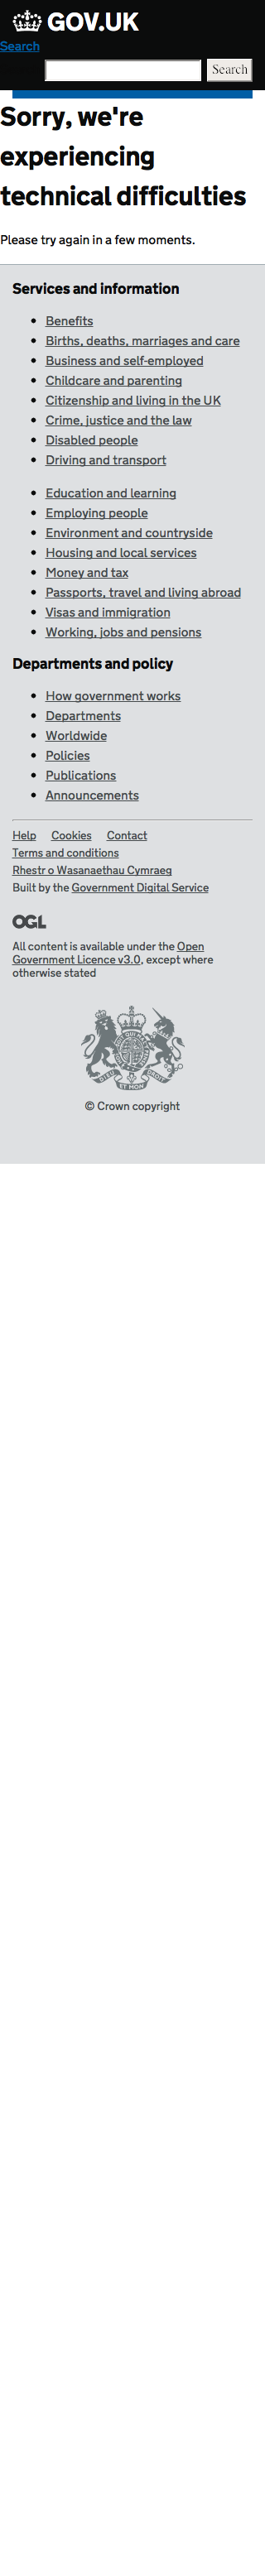 GOV.UK
Search
Search
Sorry, we're
experiencing
technical difficulties
Please try again in a few moments.
Services and information
Benefits
Births, deaths, marriages and care
Business and self-employed
Childcare and parenting
Citizenship and living in the UK
Crime, justice and the law
Disabled people
Driving and transport
Education and learning
Employing people
Environment and countryside
Housing and local services
Money and tax
Passports, travel and living abroad
Visas and immigration
Working, jobs and pensions
Departments and policy
How government works
Departments
Worldwide
Policies
Publications
Announcements
Help Cookies Contact
Terms and conditions
Rhestr o Wasanaethau Cymraeg
Built by the Government Digital Service
OGL
All content is available under the Open
Government Licence v3.0, except where
otherwise stated
© Crown copyright